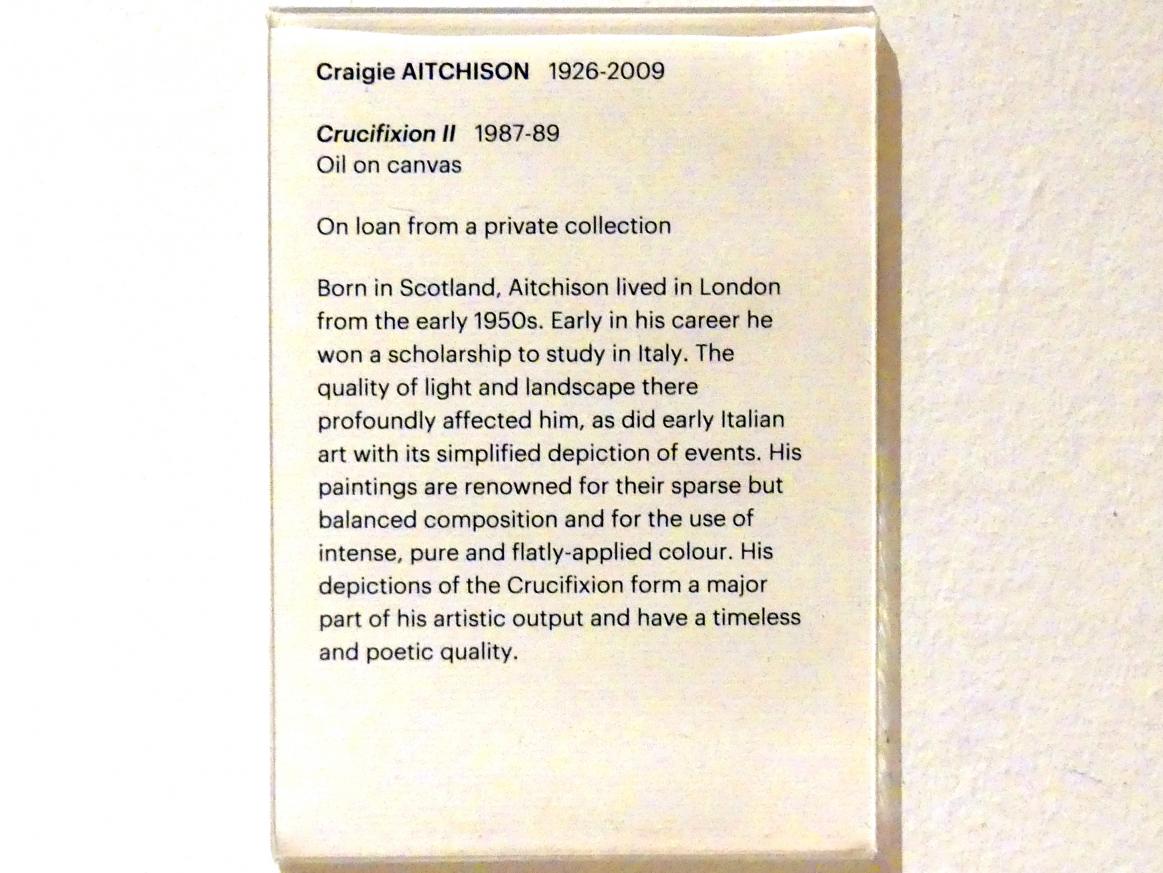 Craigie AITCHISON 1926-2009
Crucifixion II 1987-89
Oil on canvas
On loan from a private collection
Born in Scotland, Aitchison lived in London
from the early 1950s. Early in his career he
won a scholarship to study in Italy. The
quality of light and landscape there
profoundly affected him, as did early Italian
art with its simplified depiction of events. His
paintings are renowned for their sparse but
balanced composition and for the use of
intense, pure and flatly-applied colour. His
depictions of the Crucifixion form a major
part of his artistic output and have a timeless
and poetic quality.